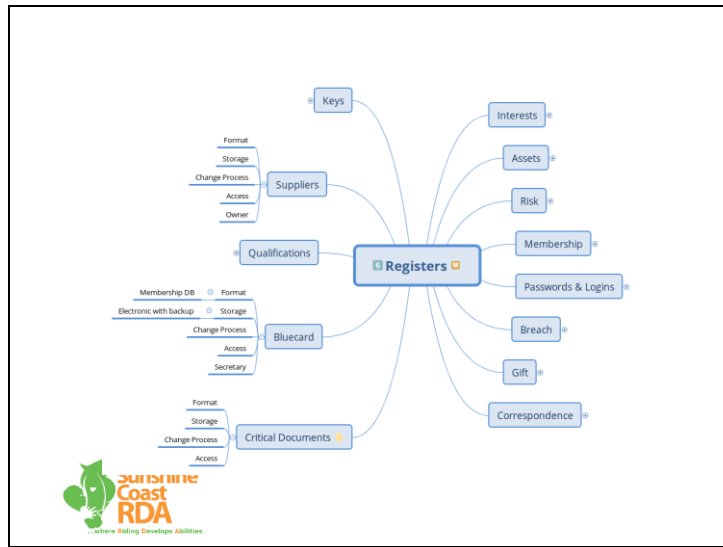 Registers
Keys
Suppliers
Format
Storage
Change Process
Access
Owner
Qualifications
Bluecard
Format
Membership DB
Storage
Electronic with backup
Change Process
Access
Secretary
Critical Documents
Format
Storage
Change Process
Access
Interests
Assets
Risk
Membership
Passwords & Logins
Breach
Gift
Correspondence
Sunshine
Coast
RDA
...where Riding Develops Abilities